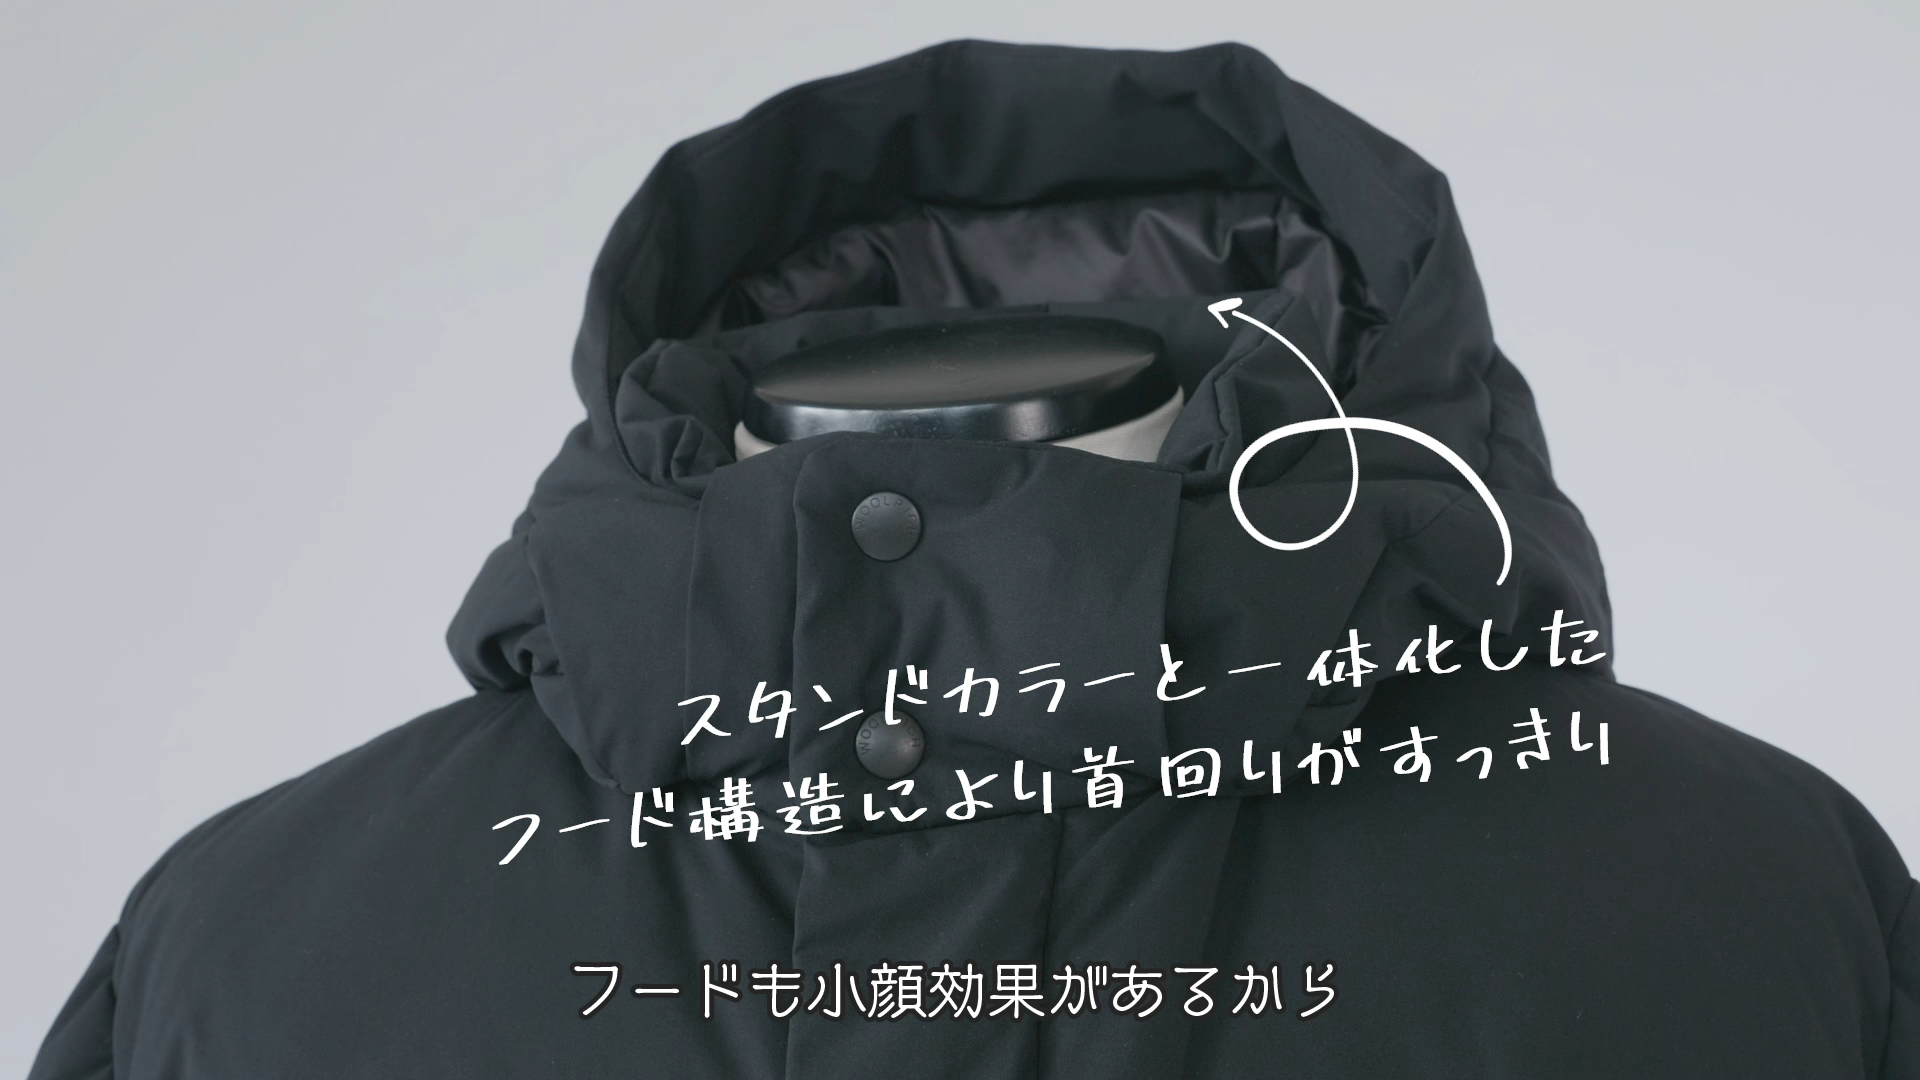 スタンドカラーと一体化した
フード構造により首回りがすっきり
フードも小顔効果があるから